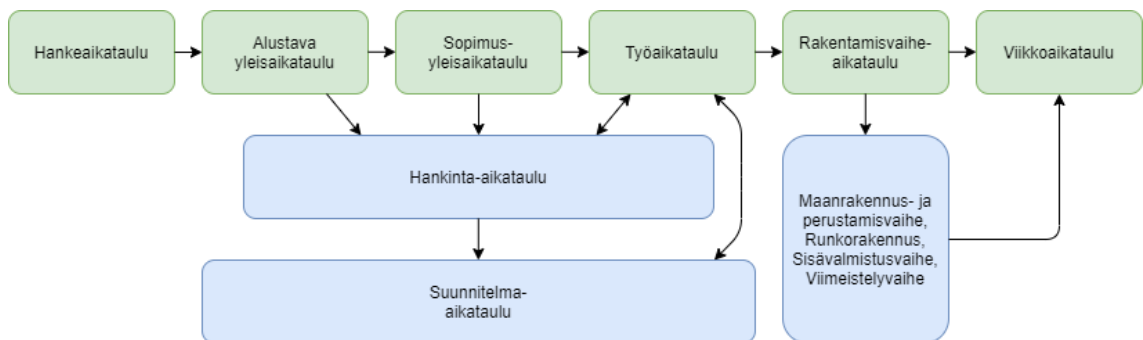 Hankeaikataulu
Alustava
yleisaikataulu
Sopimus-
yleisaikataulu
Työaikataulu
Rakentamisvaihe-
aikataulu
Viikkoaikataulu
Hankinta-aikataulu
Maanrakennus- ja
perustamisvaihe,
Runkorakennus,
Sisävalmistusvaihe,
Viimeistelyvaihe
Suunnitelma-
aikataulu